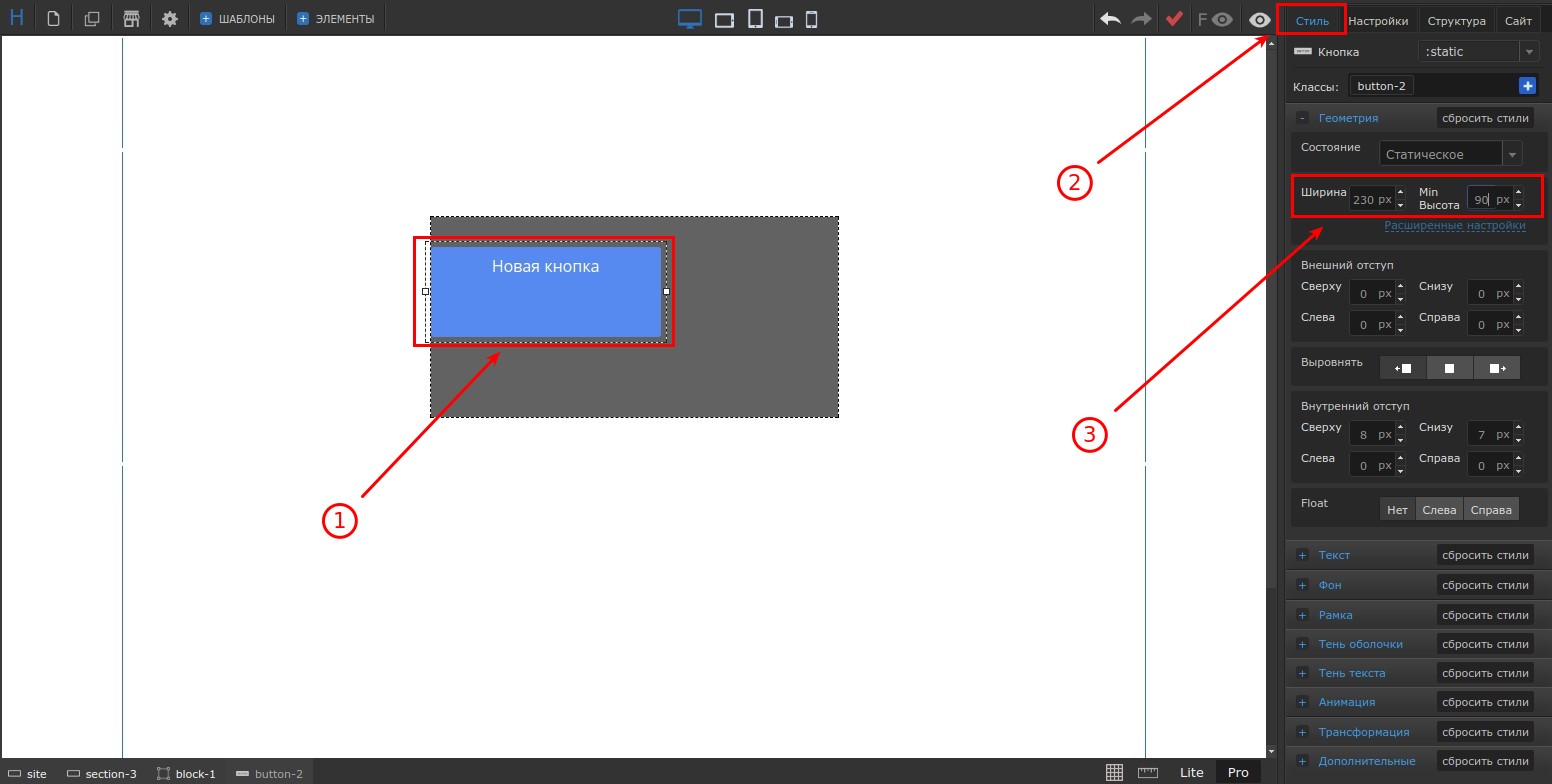 H
+ ШАБЛОНЫ
+ ЭЛЕМЕНТЫ
F
Стиль
Настройки
Структура
Сайт
Кнопка
:static
Классы:
button-2
+
- Геометрия
сбросить стили
Состояние
Статическое
Ширина
230 px
Min
Высота
90 px
Расширенные настройки
Внешний отступ
Сверху
0 px
Снизу
0 px
Слева
0 px
Справа
0 px
Выровнять
Внутренний отступ
Сверху
8 px
Снизу
7 px
Слева
0 px
Справа
0 px
Float
Нет
Слева
Справа
+ Текст
сбросить стили
+ Фон
сбросить стили
+ Рамка
сбросить стили
+ Тень оболочки
сбросить стили
+ Тень текста
сбросить стили
+ Анимация
сбросить стили
+ Трансформация
сбросить стили
+ Дополнительные
сбросить стили
Новая кнопка
1
2
3
site
section-3
block-1
button-2
Lite
Pro